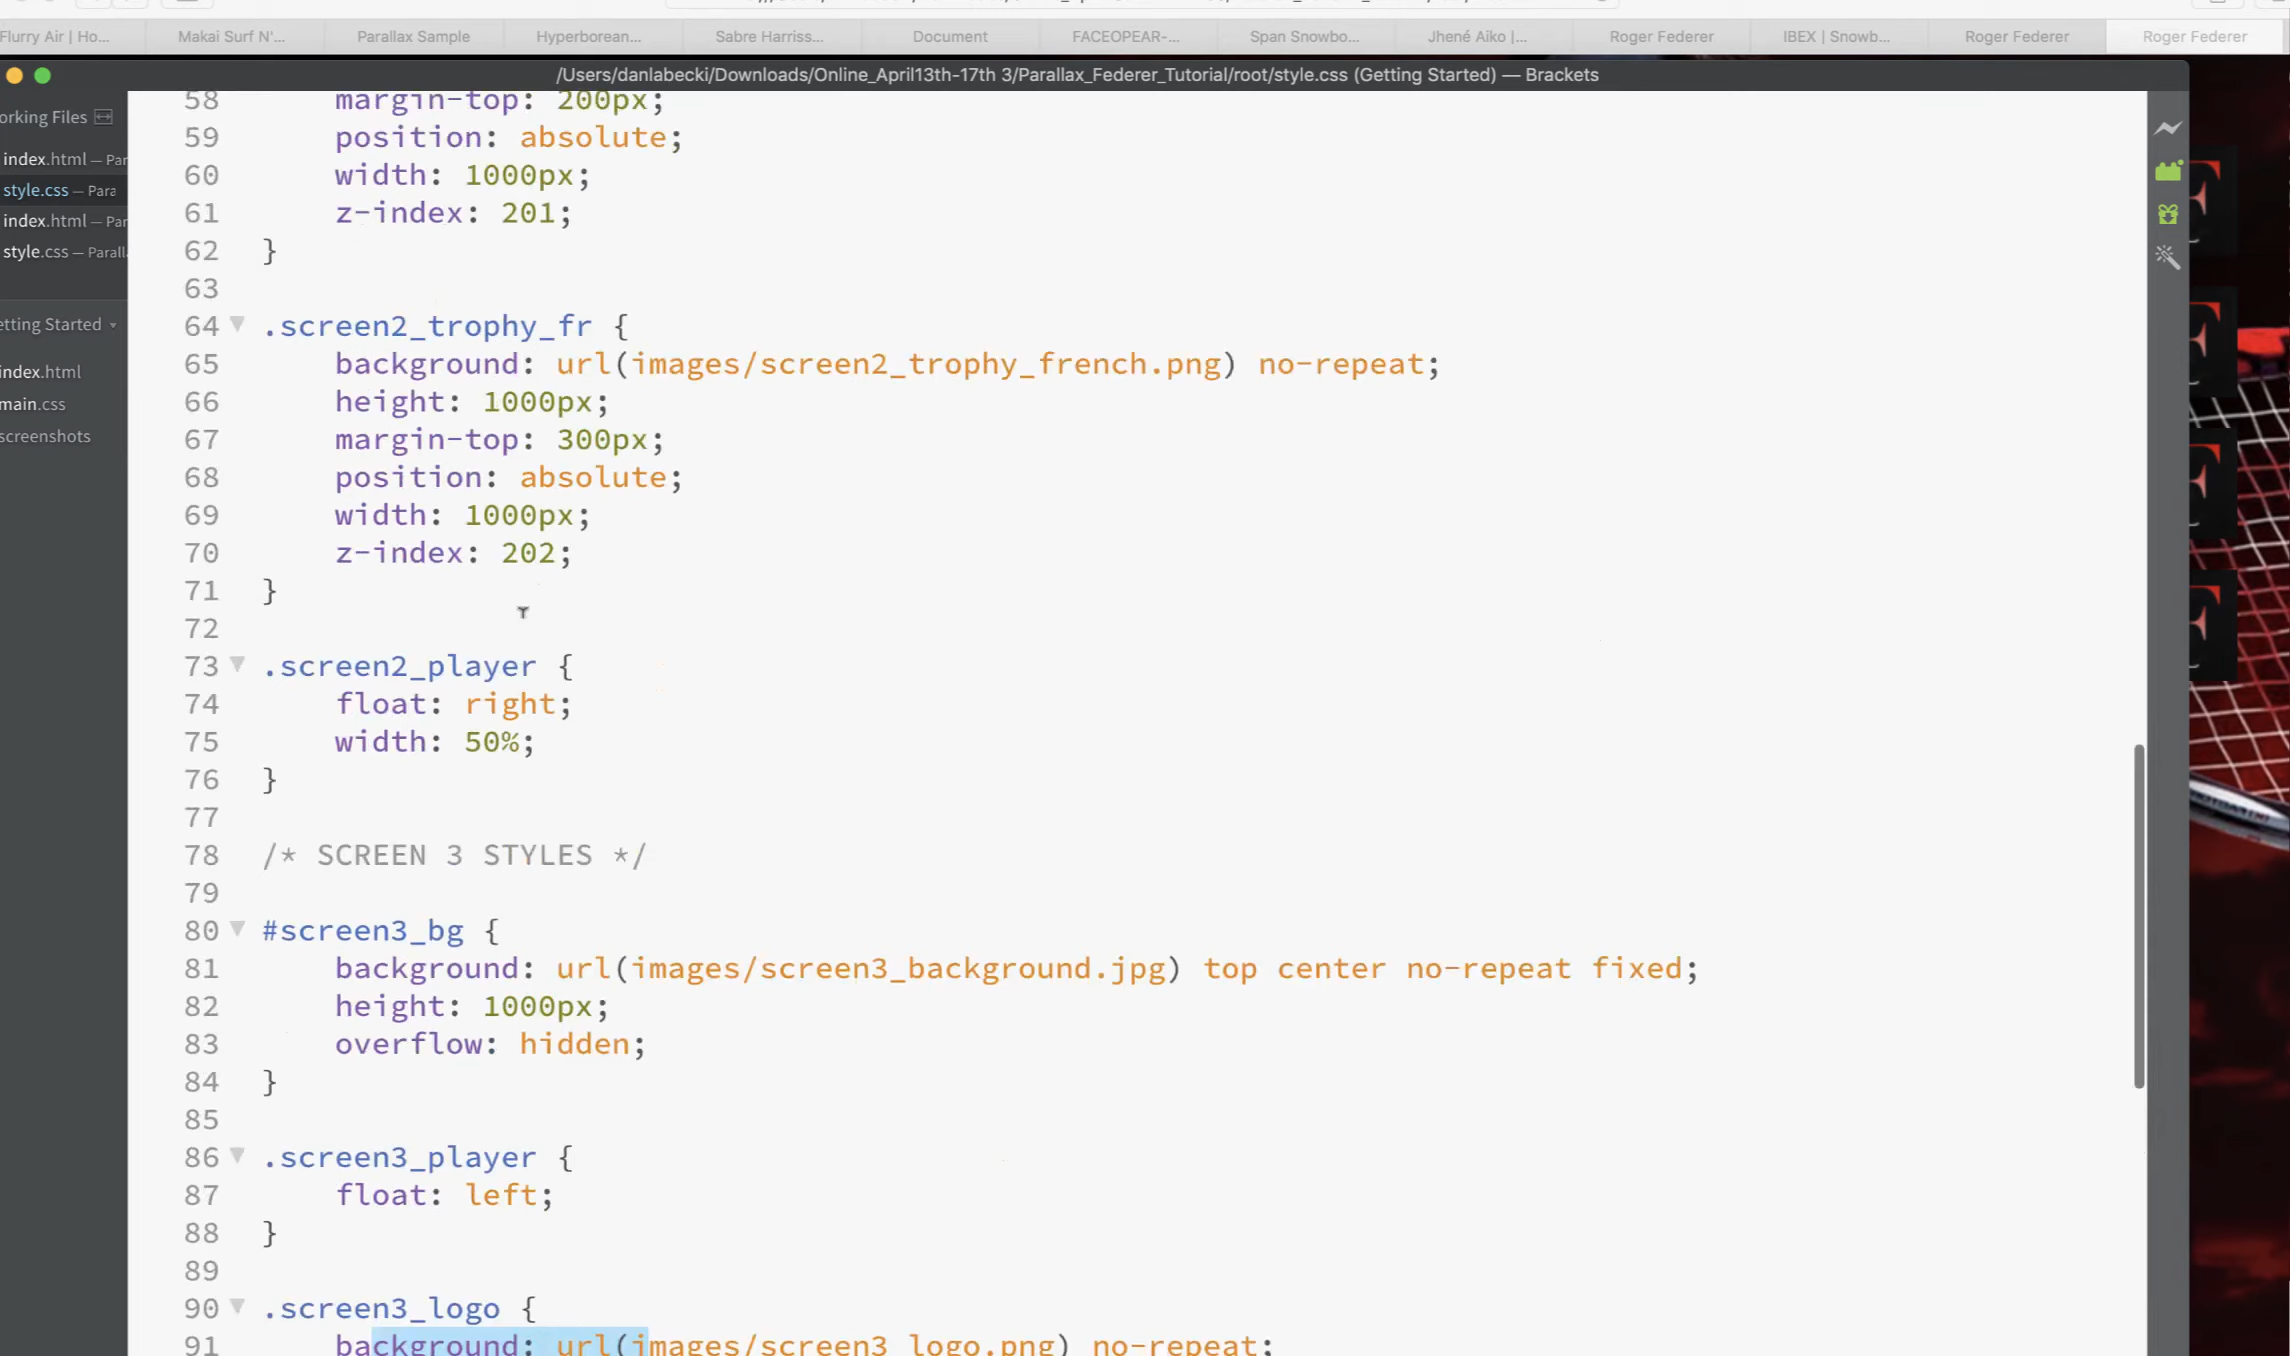 Flurry Air | Ho... Makai Surf N'... Parallax Sample Hyperborean... Sabre Harriss... Document FACEOPEAR-... Span Snowbo... Jhené Aiko |... Roger Federer IBEX | Snowb... Roger Federer Roger Federer
/Users/danlabecki/Downloads/Online_April13th-17th 3/Parallax_Federer_Tutorial/root/style.css (Getting Started) — Brackets
orking Files
index.html — Par
style.css — Para
index.html — Par
style.css — Parall
etting Started
index.html
main.css
screenshots
58 margin-top: 200px;
59 position: absolute;
60 width: 1000px;
61 z-index: 201;
62 }
63
64 .screen2_trophy_fr {
65 background: url(images/screen2_trophy_french.png) no-repeat;
66 height: 1000px;
67 margin-top: 300px;
68 position: absolute;
69 width: 1000px;
70 z-index: 202;
71 }
72
73 .screen2_player {
74 float: right;
75 width: 50%;
76 }
77
78 /* SCREEN 3 STYLES */
79
80 #screen3_bg {
81 background: url(images/screen3_background.jpg) top center no-repeat fixed;
82 height: 1000px;
83 overflow: hidden;
84 }
85
86 .screen3_player {
87 float: left;
88 }
89
90 .screen3_logo {
91 background: url(images/screen3_logo.png) no-repeat;
F
F
F
F